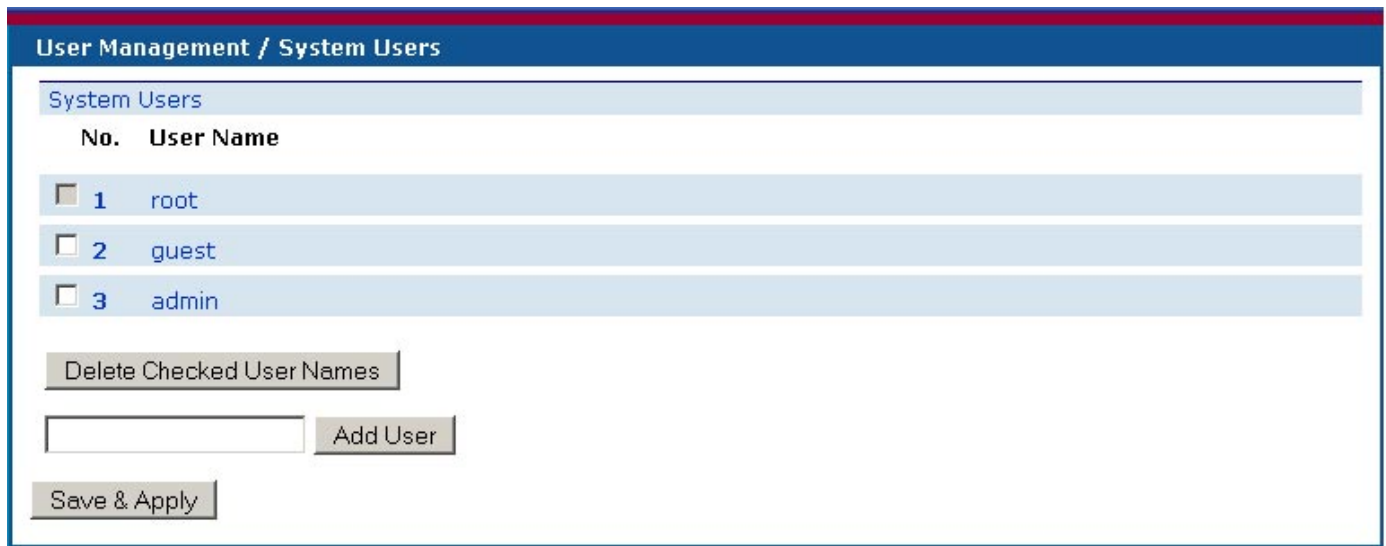 User Management / System Users
System Users
No. User Name
1 root
2 guest
3 admin
Delete Checked User Names
Add User
Save & Apply